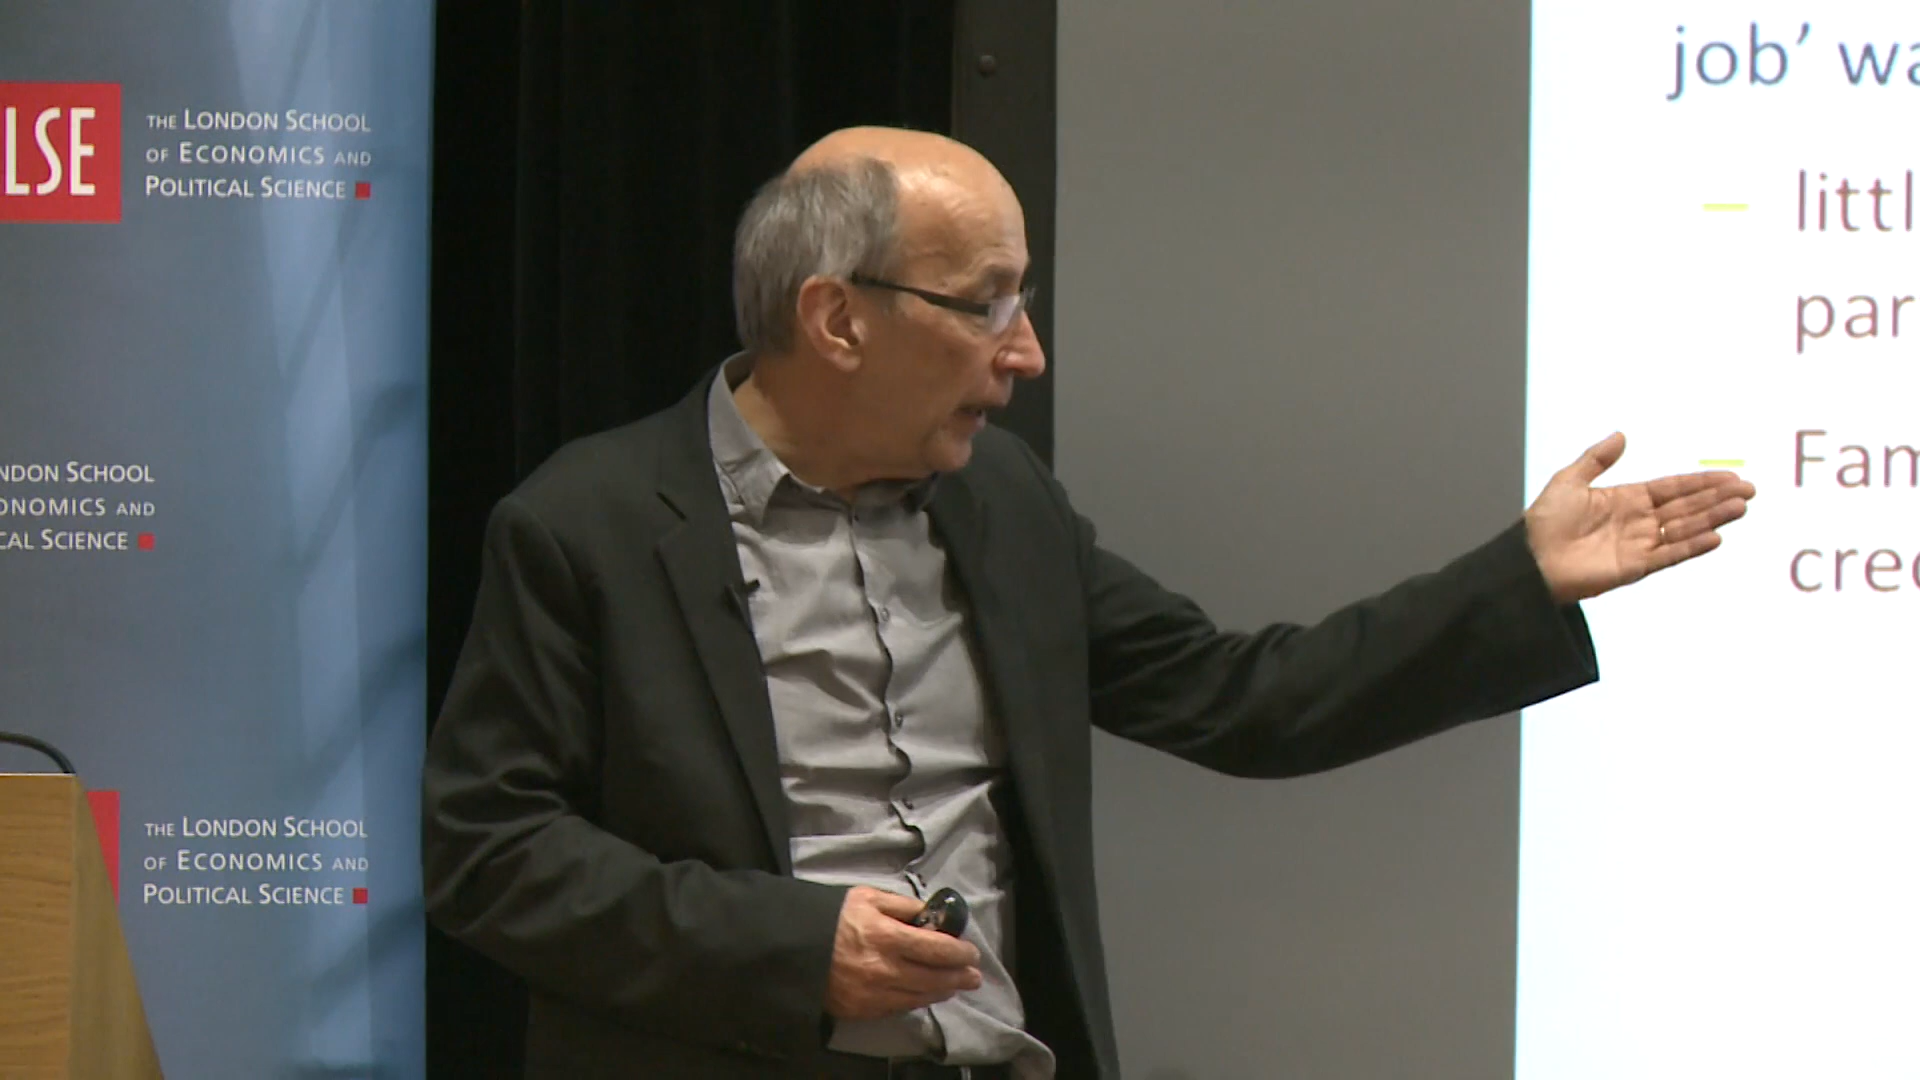 LSE
THE LONDON SCHOOL
OF ECONOMICS AND
POLITICAL SCIENCE
NDON SCHOOL
ONOMICS AND
CAL SCIENCE
THE LONDON SCHOOL
OF ECONOMICS AND
POLITICAL SCIENCE
job’ wa
– littl
par
– Fam
cred